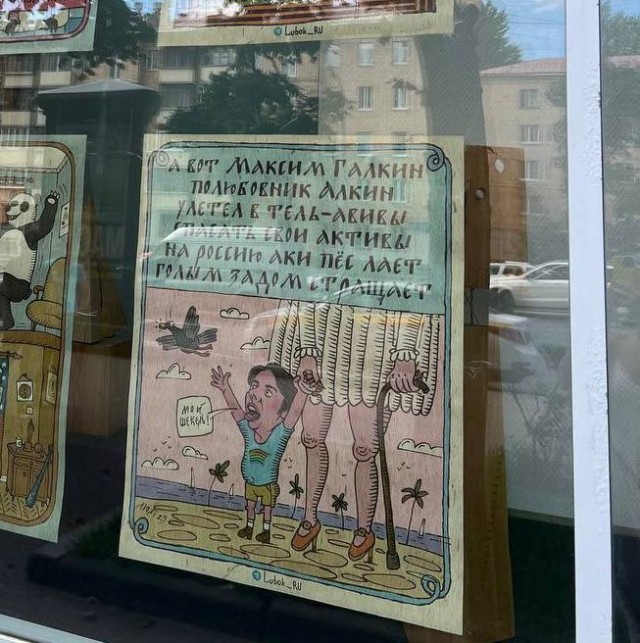 Lubok_RU
А ВОТ МАКСИМ ГАЛКИН
ПОЛЮБОВНИК АЛКИН
УЛЕТЕЛ В ТЕЛЬ-АВИВЫ
СПАСАТЬ СВОИ АКТИВЫ
НА РОССИЮ АКИ ПЁС ЛАЕТ
ГОЛЫМ ЗАДОМ СТРАЩАЕТ
МОИ
ШЕКЕЛИ!
Lubok_RU